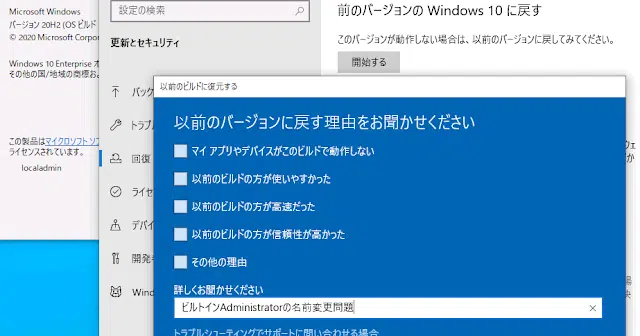 Microsoft Windows
バージョン 20H2 (OS ビルド
© 2020 Microsoft Corpor
Windows 10 Enterprise オ
その他の国/地域の商標およ
この製品はマイクロソフト ソフ
ライセンスされています。
localadmin
設定の検索
更新とセキュリティ
バック
トラブル
回復
ライセ
デバイ
開発者
Wind
前のバージョンの Windows 10 に戻す
このバージョンが動作しない場合は、以前のバージョンに戻してみてください。
開始する
以前のビルドに復元する
以前のバージョンに戻す理由をお聞かせください
マイ アプリやデバイスがこのビルドで動作しない
以前のビルドの方が使いやすかった
以前のビルドの方が高速だった
以前のビルドの方が信頼性が高かった
その他の理由
詳しくお聞かせください
ビルトインAdministratorの名前変更問題
トラブルシューティングでサポートに問い合わせる場合